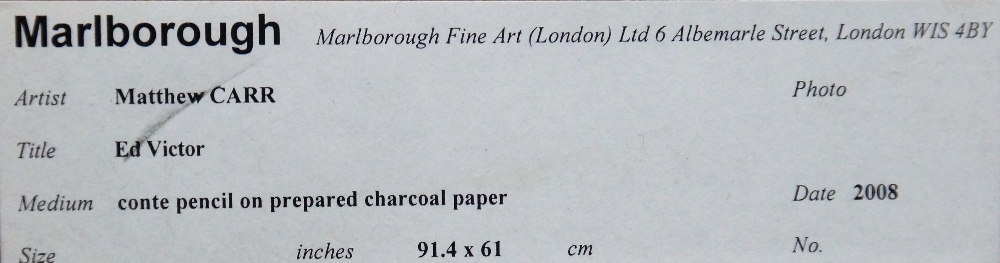 Marlborough Marlborough Fine Art (London) Ltd 6 Albemarle Street, London WIS 4BY
Artist Matthew CARR Photo
Title Ed Victor
Medium conte pencil on prepared charcoal paper Date 2008
Size inches 91.4 x 61 cm No.